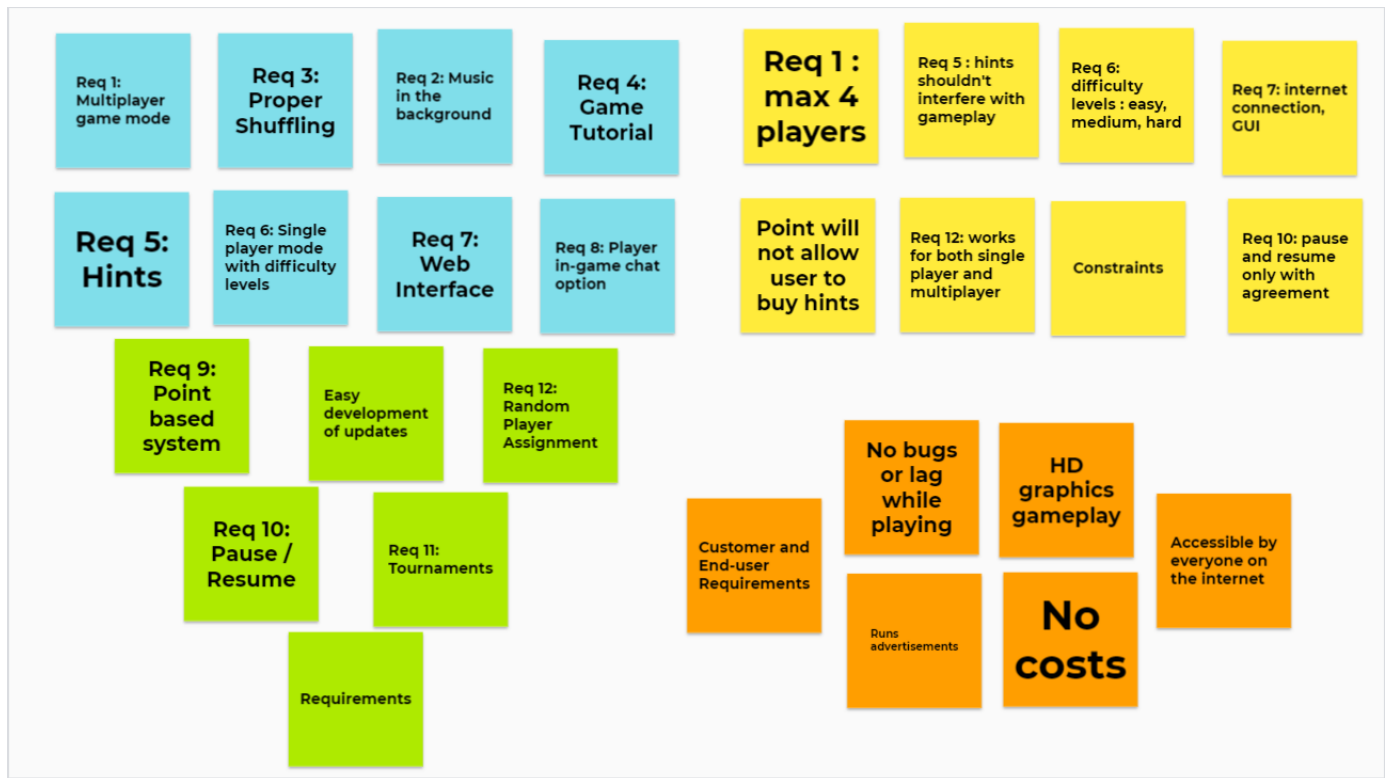 Req 1:
Multiplayer
game mode
Req 3:
Proper
Shuffling
Req 2: Music
in the
background
Req 4:
Game
Tutorial
Req 5:
Hints
Req 6: Single
player mode
with difficulty
levels
Req 7:
Web
Interface
Req 8: Player
in-game chat
option
Req 9:
Point
based
system
Easy
development
of updates
Req 12:
Random
Player
Assignment
Req 10:
Pause /
Resume
Req 11:
Tournaments
Requirements
Req 1 :
max 4
players
Req 5 : hints
shouldn't
interfere with
gameplay
Req 6:
difficulty
levels : easy,
medium, hard
Req 7: internet
connection,
GUI
Point will
not allow
user to
buy hints
Req 12: works
for both single
player and
multiplayer
Constraints
Req 10: pause
and resume
only with
agreement
Customer and
End-user
Requirements
No bugs
or lag
while
playing
HD
graphics
gameplay
Accessible by
everyone on
the internet
Runs
advertisements
No
costs